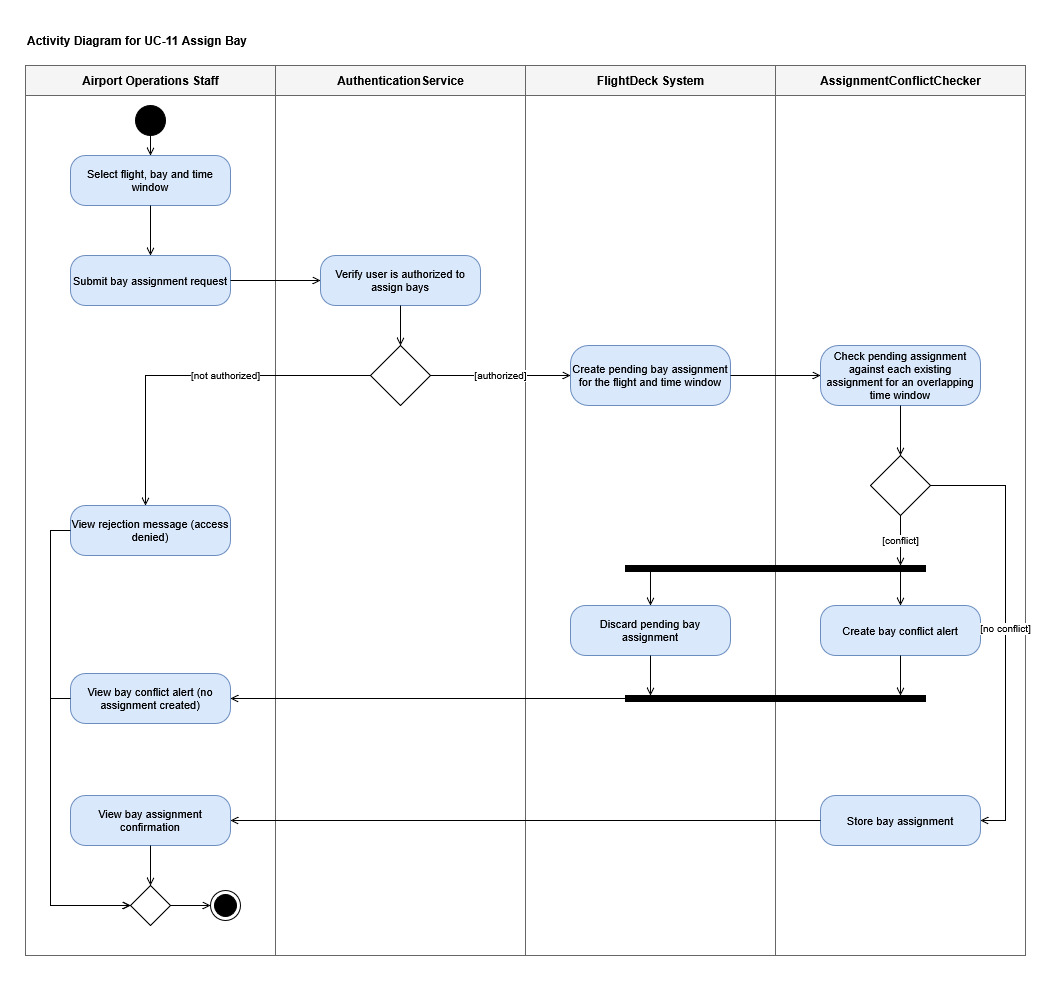 Activity Diagram for UC-11 Assign Bay
Airport Operations Staff
AuthenticationService
FlightDeck System
AssignmentConflictChecker
Select flight, bay and time
window
Submit bay assignment request
Verify user is authorized to
assign bays
[not authorized]
[authorized]
Create pending bay assignment
for the flight and time window
Check pending assignment
against each existing
assignment for an overlapping
time window
View rejection message (access
denied)
[conflict]
Discard pending bay
assignment
Create bay conflict alert
[no conflict]
View bay conflict alert (no
assignment created)
View bay assignment
confirmation
Store bay assignment